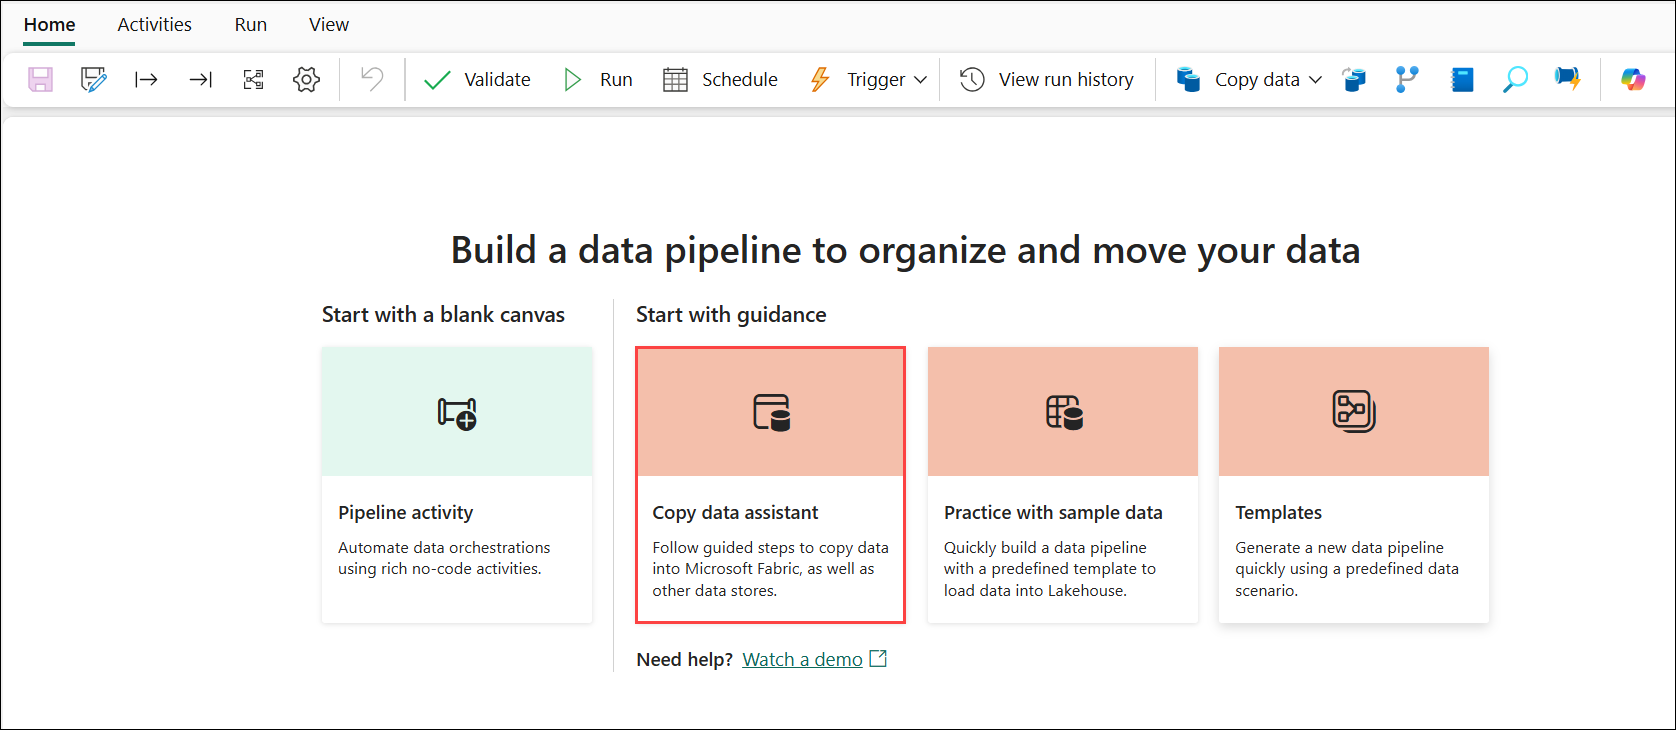 Home Activities Run View
Validate Run Schedule Trigger View run history Copy data
Build a data pipeline to organize and move your data
Start with a blank canvas
Pipeline activity
Automate data orchestrations
using rich no-code activities.
Start with guidance
Copy data assistant
Follow guided steps to copy data
into Microsoft Fabric, as well as
other data stores.
Practice with sample data
Quickly build a data pipeline
with a predefined template to
load data into Lakehouse.
Templates
Generate a new data pipeline
quickly using a predefined data
scenario.
Need help? Watch a demo